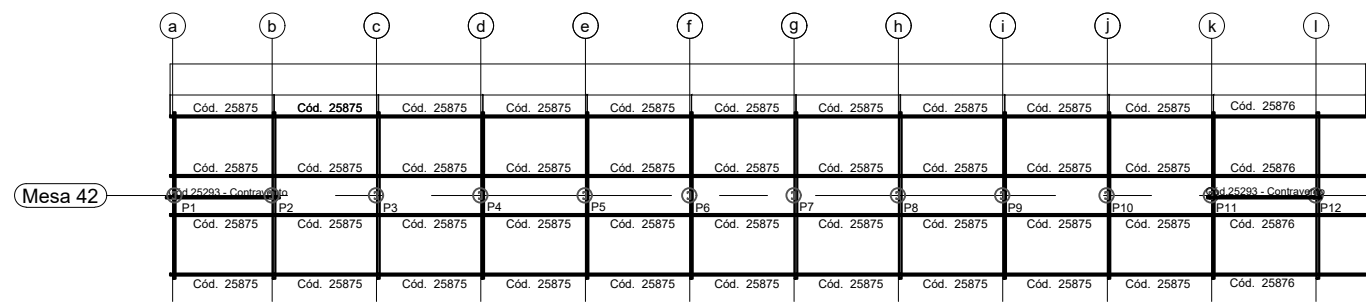 a b c d e f g h i j k l
Cód. 25875 Cód. 25875 Cód. 25875 Cód. 25875 Cód. 25875 Cód. 25875 Cód. 25875 Cód. 25875 Cód. 25875 Cód. 25875 Cód. 25876
Cód. 25875 Cód. 25875 Cód. 25875 Cód. 25875 Cód. 25875 Cód. 25875 Cód. 25875 Cód. 25875 Cód. 25875 Cód. 25875 Cód. 25876
Mesa 42 Cód.25293 - Contravento Cód.25293 - Contravento
P1 P2 P3 P4 P5 P6 P7 P8 P9 P10 P11 P12
Cód. 25875 Cód. 25875 Cód. 25875 Cód. 25875 Cód. 25875 Cód. 25875 Cód. 25875 Cód. 25875 Cód. 25875 Cód. 25875 Cód. 25876
Cód. 25875 Cód. 25875 Cód. 25875 Cód. 25875 Cód. 25875 Cód. 25875 Cód. 25875 Cód. 25875 Cód. 25875 Cód. 25875 Cód. 25876